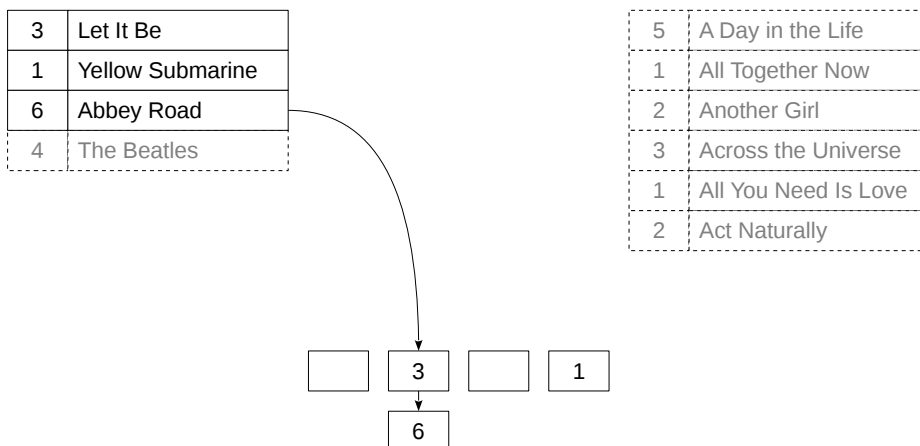 3 Let It Be
1 Yellow Submarine
6 Abbey Road
4 The Beatles
5 A Day in the Life
1 All Together Now
2 Another Girl
3 Across the Universe
1 All You Need Is Love
2 Act Naturally
3 1
6